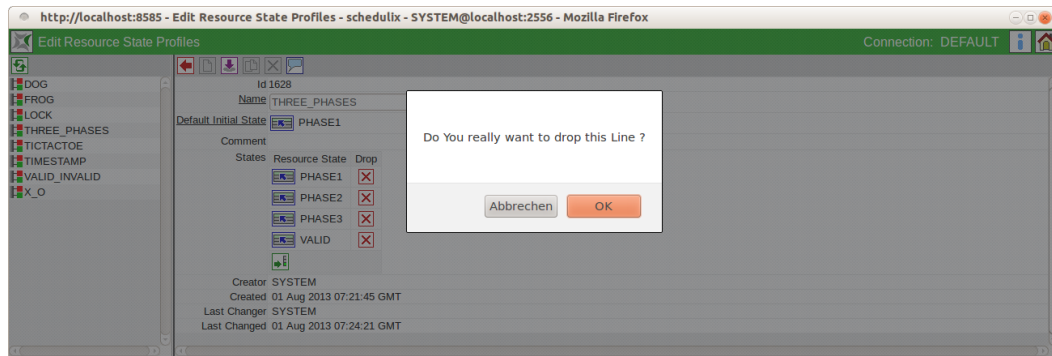 http://localhost:8585 - Edit Resource State Profiles - schedulix - SYSTEM@localhost:2556 - Mozilla Firefox
Edit Resource State Profiles
Connection: DEFAULT
DOG
FROG
LOCK
THREE_PHASES
TICTACTOE
TIMESTAMP
VALID_INVALID
X_O
Id 1628
Name THREE_PHASES
Default Initial State PHASE1
Comment
States Resource State Drop
PHASE1
PHASE2
PHASE3
VALID
Creator SYSTEM
Created 01 Aug 2013 07:21:45 GMT
Last Changer SYSTEM
Last Changed 01 Aug 2013 07:24:21 GMT
Do You really want to drop this Line ?
Abbrechen
OK